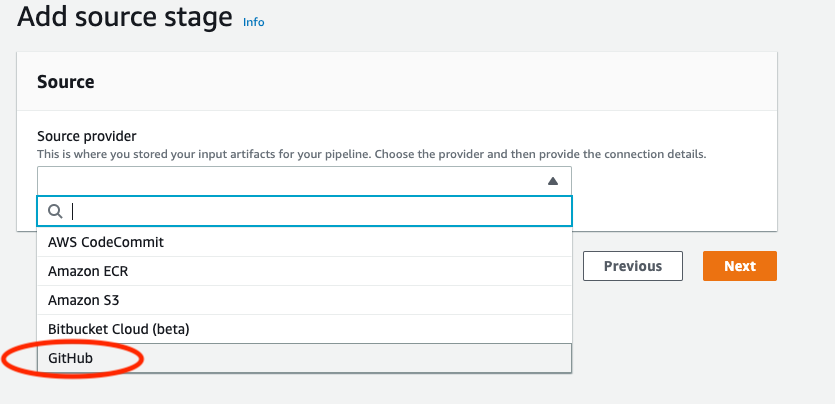 Add source stage Info
Source
Source provider
This is where you stored your input artifacts for your pipeline. Choose the provider and then provide the connection details.
AWS CodeCommit
Amazon ECR
Amazon S3
Bitbucket Cloud (beta)
GitHub
Previous Next